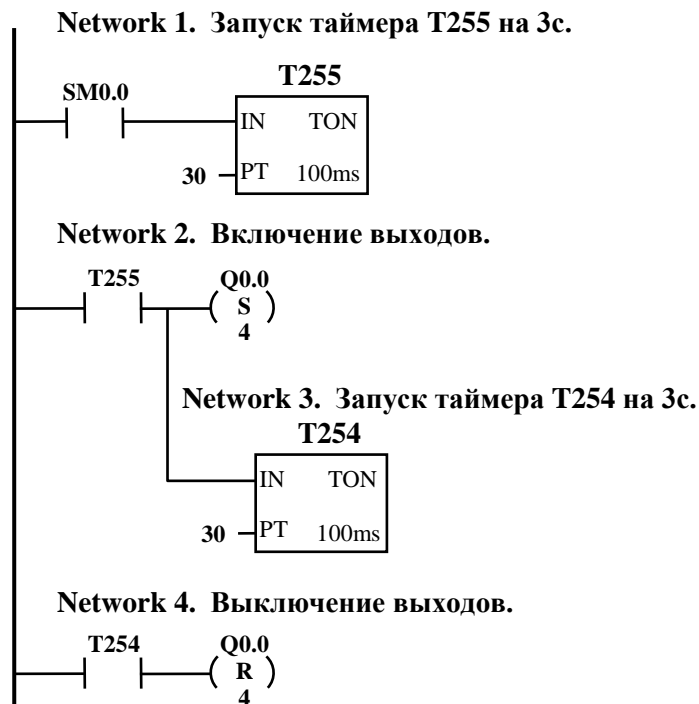 Network 1. Запуск таймера T255 на 3с.
T255
SM0.0
IN TON
30 PT 100ms
Network 2. Включение выходов.
T255 Q0.0
S
4
Network 3. Запуск таймера T254 на 3с.
T254
IN TON
30 PT 100ms
Network 4. Выключение выходов.
T254 Q0.0
R
4